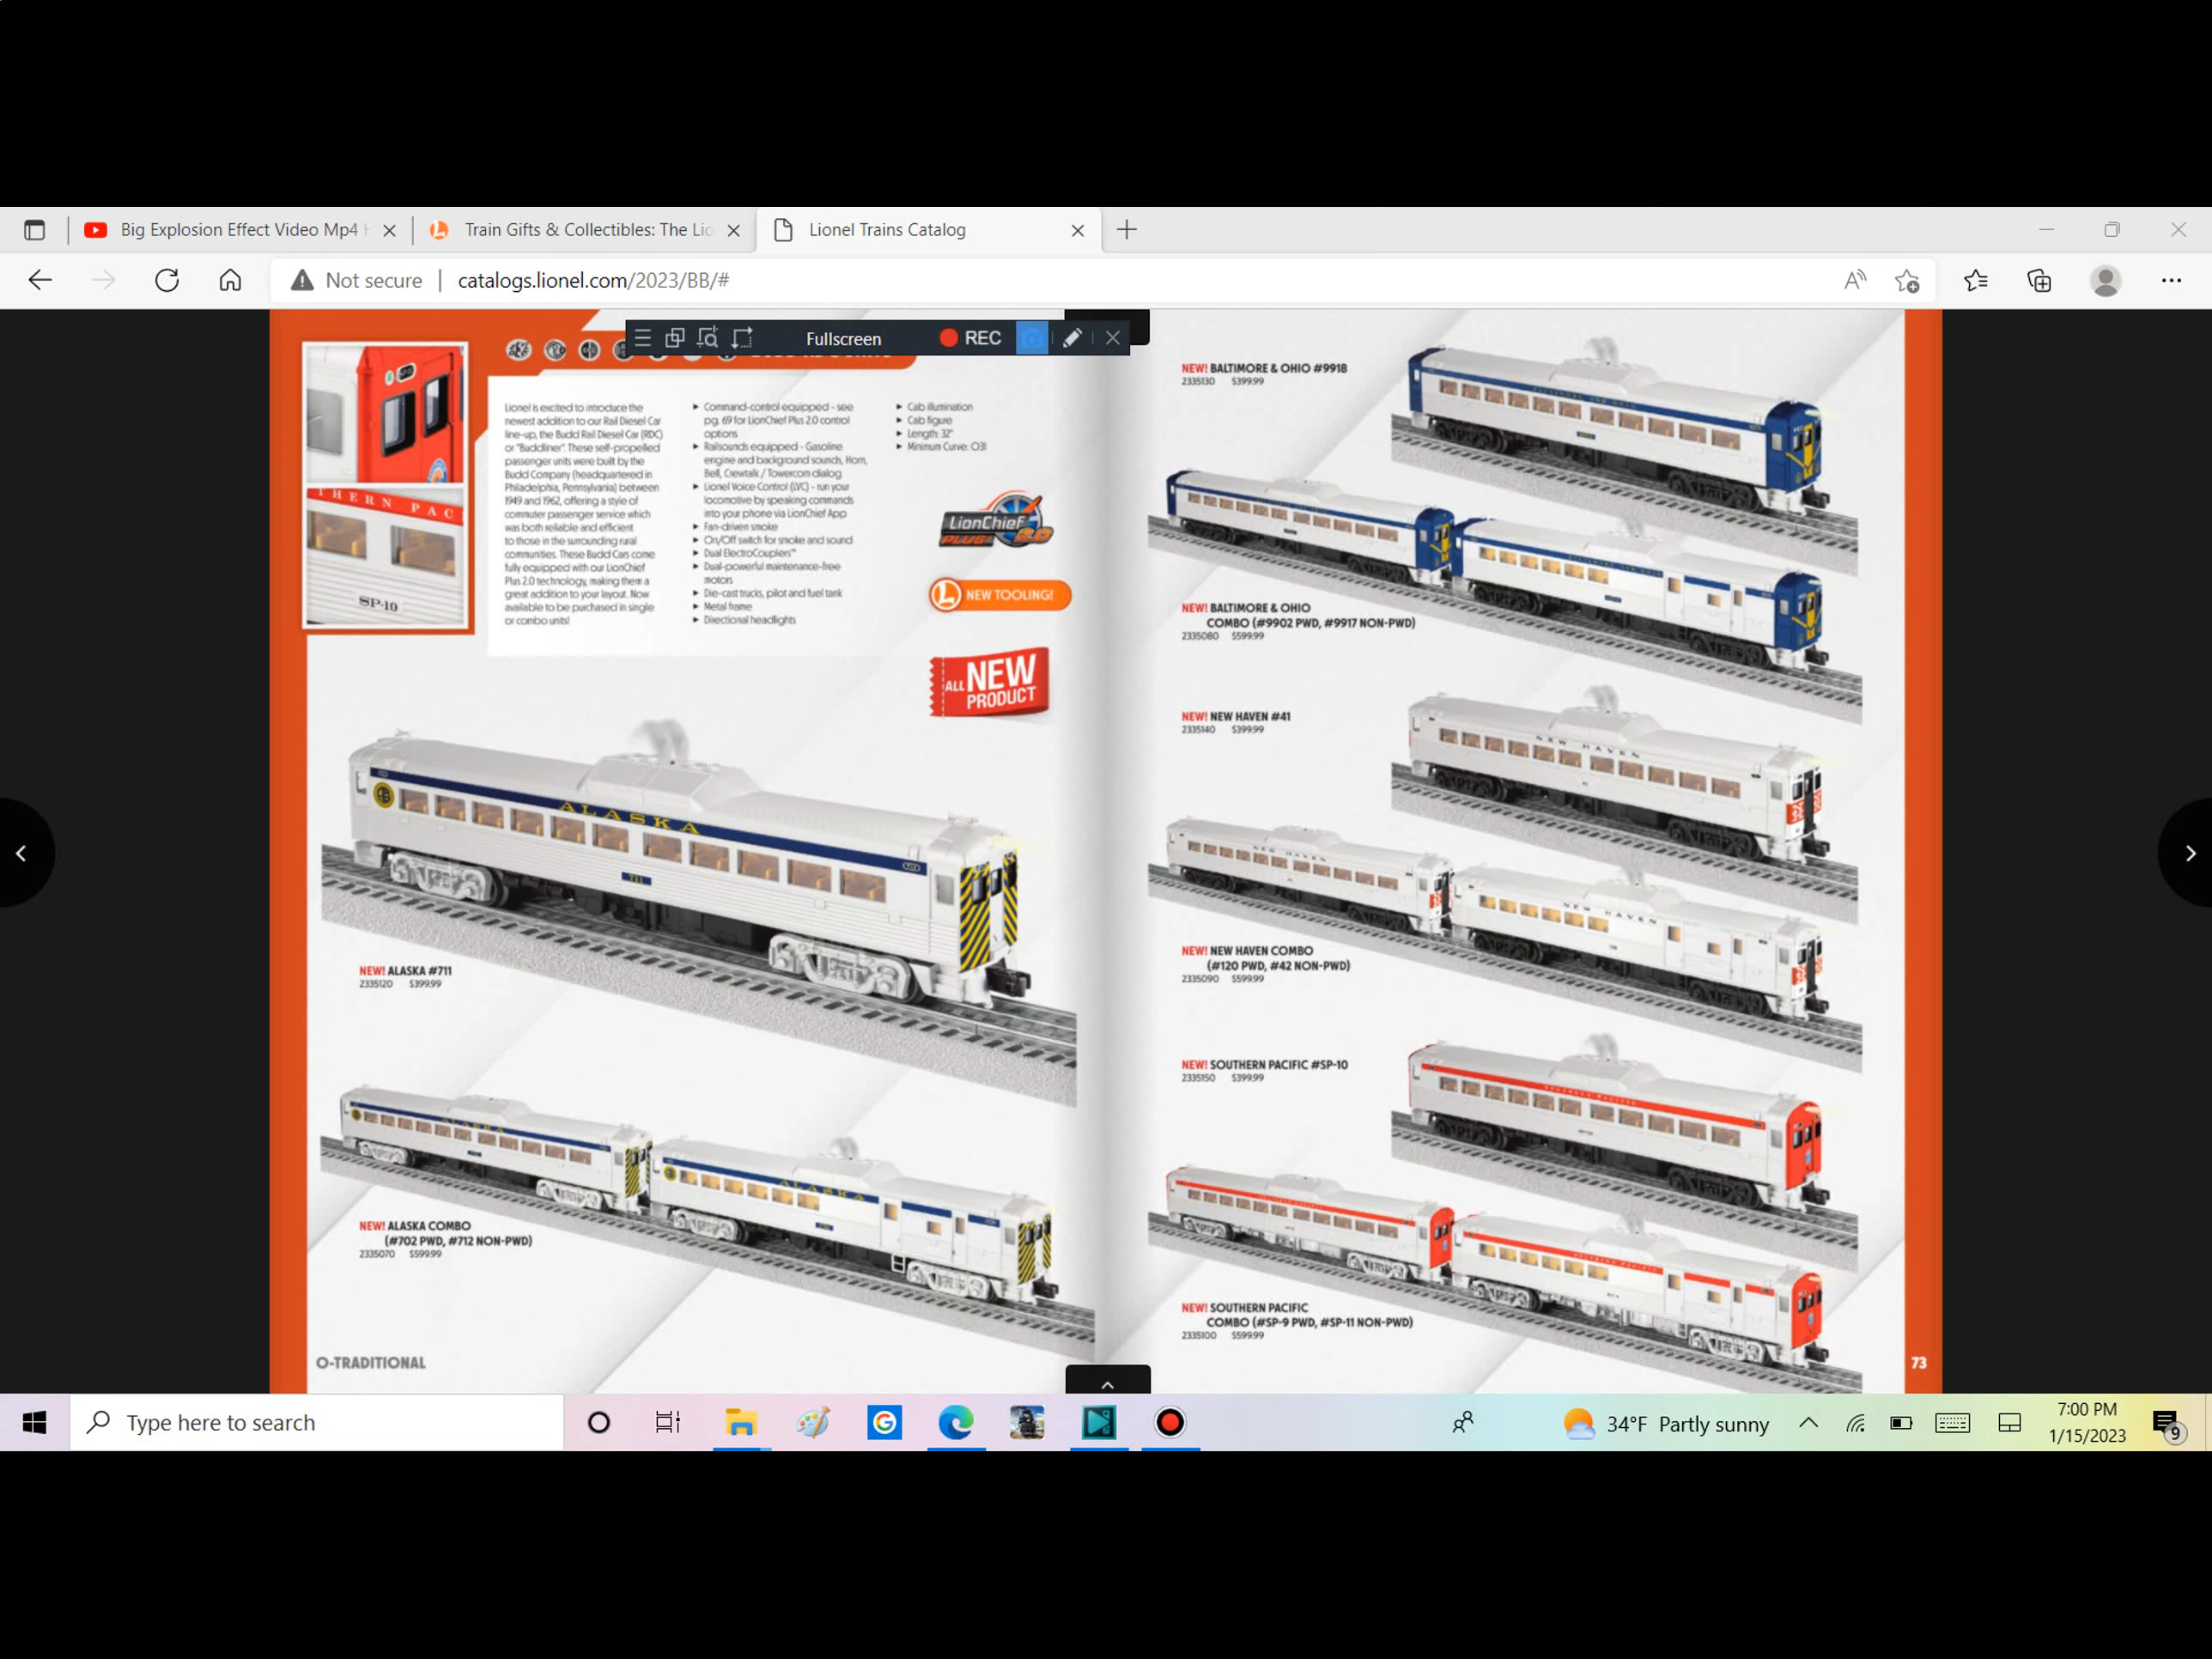 Big Explosion Effect Video Mp4
Train Gifts & Collectibles: The Lio
Lionel Trains Catalog
Not secure
catalogs.lionel.com/2023/BB/#
Fullscreen
REC
THERN PAC
SP-10
Lionel is excited to introduce the
newest addition to our Rail Diesel Car
line-up, the Budd Rail Diesel Car (RDC)
or "Buddliner". These self-propelled
passenger units were built by the
Budd Company (headquartered in
Philadelphia, Pennsylvania) between
1949 and 1962, offering a style of
commuter passenger service which
was both reliable and efficient
to those in the surrounding rural
communities. These Budd Cars come
fully equipped with our LionChief
Plus 2.0 technology, making them a
great addition to your layout. Now
available to be purchased in single
or combo units!
Command-control equipped - see
pg. 69 for LionChief Plus 2.0 control
options
Railsounds equipped - Gasoline
engine and background sounds, Horn,
Bell, Crewtalk / Towercom dialog
Lionel Voice Control (LVC) - run your
locomotive by speaking commands
into your phone via LionChief App
Fan-driven smoke
On/Off switch for smoke and sound
Dual ElectroCouplers™
Dual-powerful maintenance-free
motors
Die-cast trucks, pilot and fuel tank
Metal frame
Directional headlights
Cab illumination
Cab figure
Length: 32"
Minimum Curve: O31
LionChief
PLUS 2.0
L NEW TOOLING!
ALL NEW
PRODUCT
ALASKA
711
NEW! ALASKA #711
2335120 $399.99
ALASKA
ALASKA
NEW! ALASKA COMBO
(#702 PWD, #712 NON-PWD)
2335070 $599.99
O-TRADITIONAL
NEW! BALTIMORE & OHIO #9918
2335130 $399.99
NEW! BALTIMORE & OHIO
COMBO (#9902 PWD, #9917 NON-PWD)
2335080 $599.99
NEW! NEW HAVEN #41
2335140 $399.99
NEW HAVEN
NEW HAVEN
NEW HAVEN
NEW! NEW HAVEN COMBO
(#120 PWD, #42 NON-PWD)
2335090 $599.99
NEW! SOUTHERN PACIFIC #SP-10
2335150 $399.99
SOUTHERN PACIFIC
NEW! SOUTHERN PACIFIC
COMBO (#SP-9 PWD, #SP-11 NON-PWD)
2335100 $599.99
73
Type here to search
34°F Partly sunny
7:00 PM
1/15/2023
9